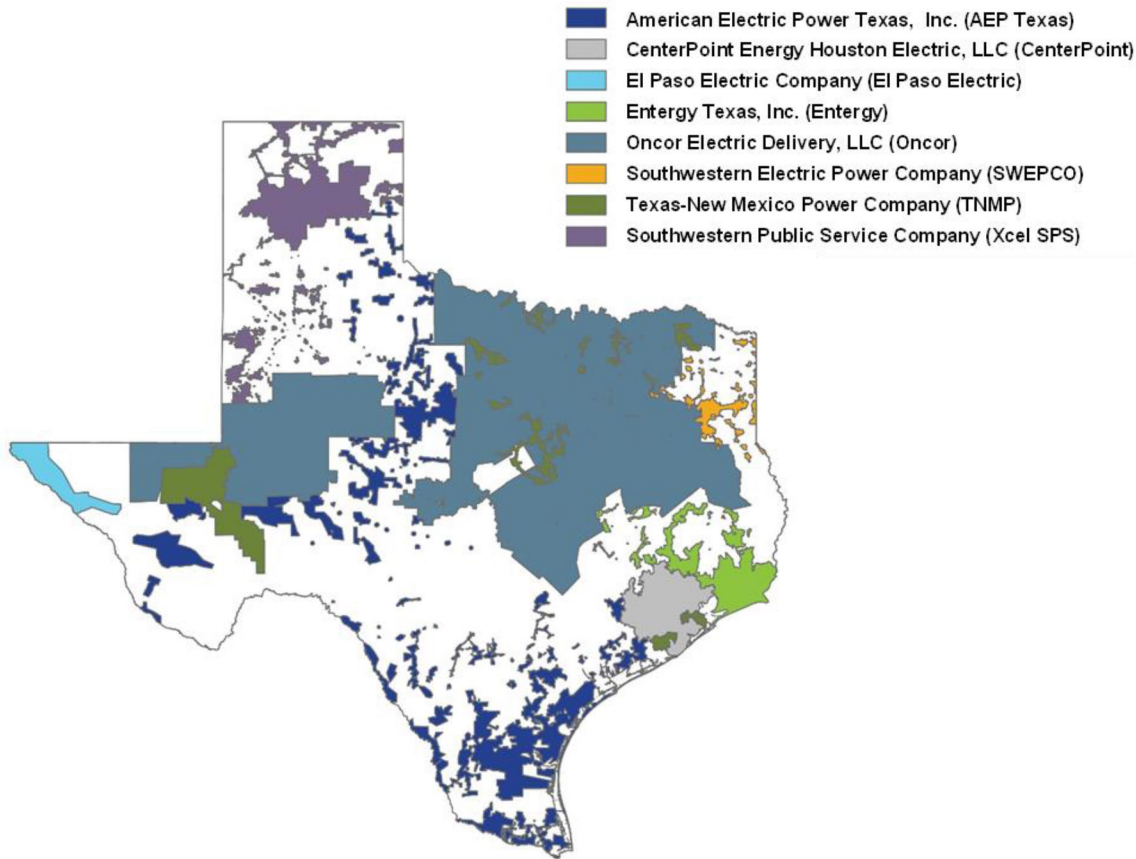 American Electric Power Texas, Inc. (AEP Texas)
CenterPoint Energy Houston Electric, LLC (CenterPoint)
El Paso Electric Company (El Paso Electric)
Entergy Texas, Inc. (Entergy)
Oncor Electric Delivery, LLC (Oncor)
Southwestern Electric Power Company (SWEPCO)
Texas-New Mexico Power Company (TNMP)
Southwestern Public Service Company (Xcel SPS)